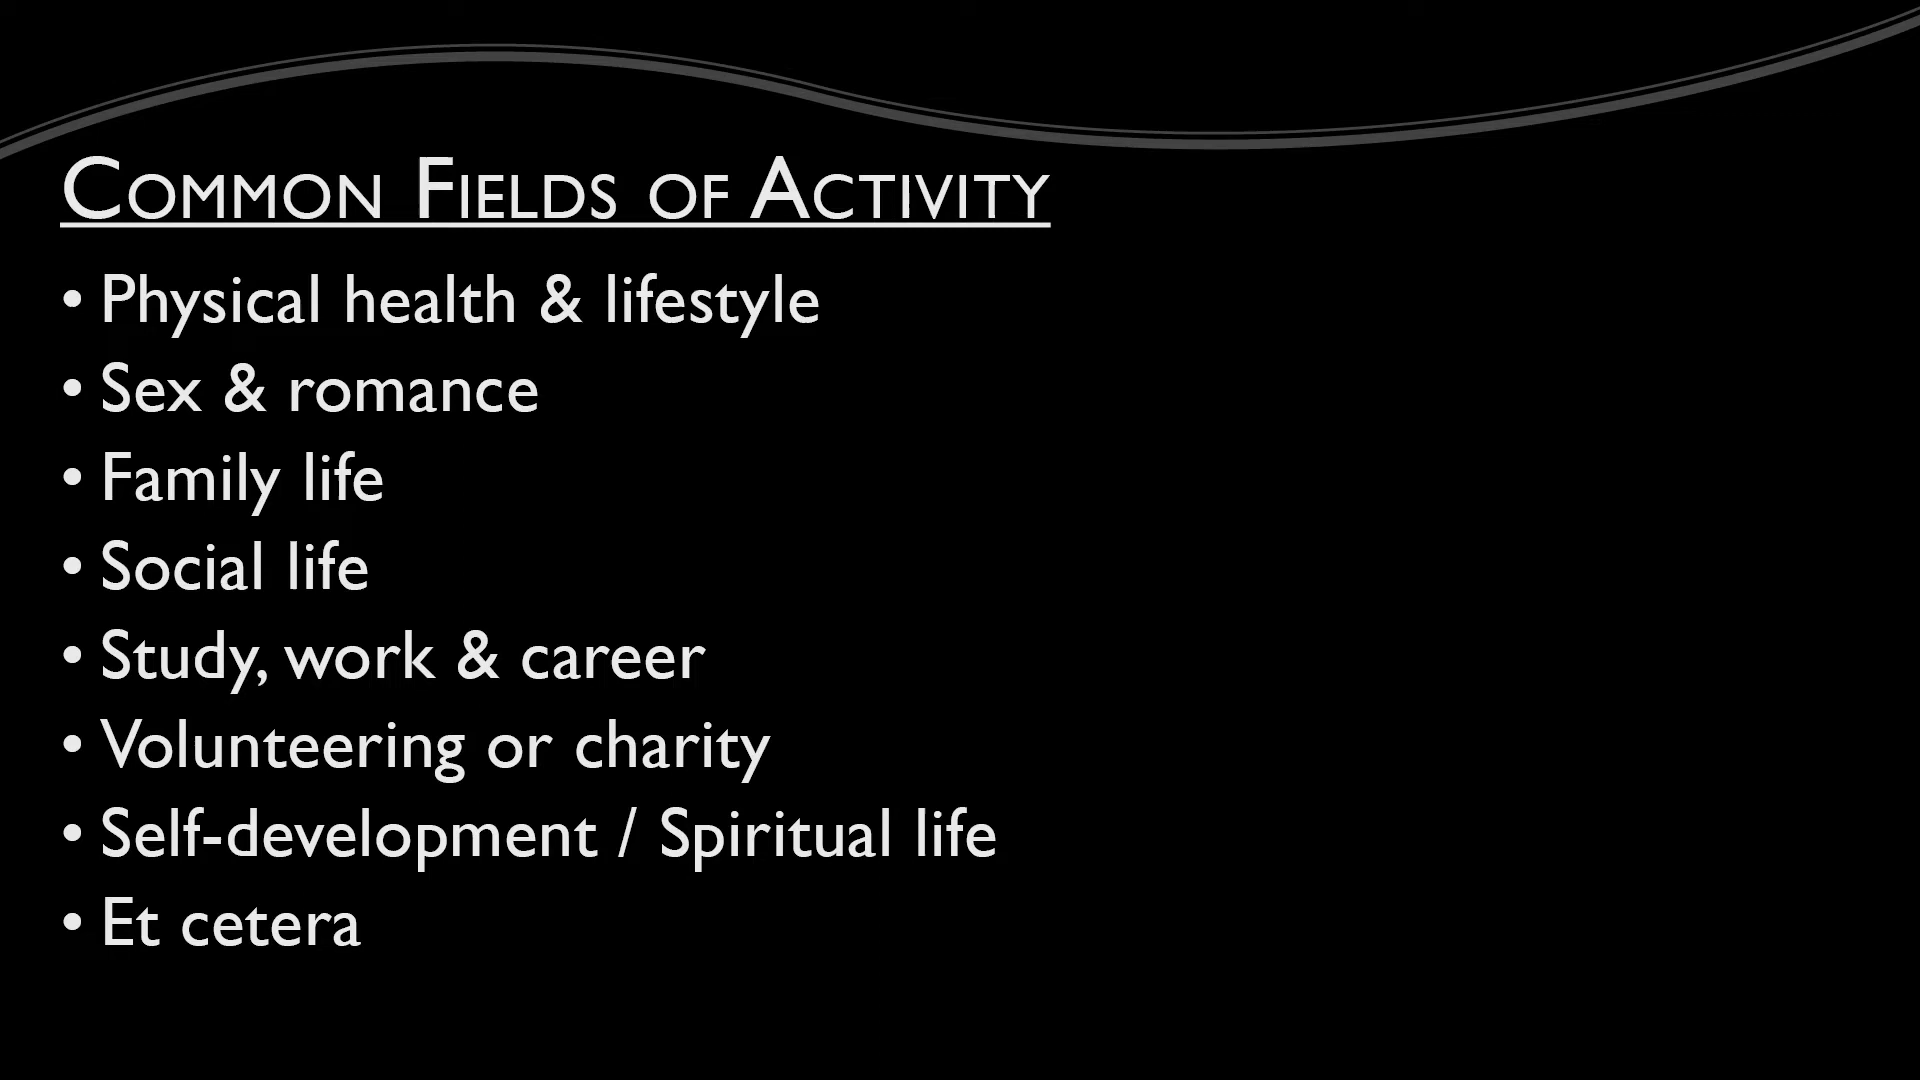 Common Fields of Activity
• Physical health & lifestyle
• Sex & romance
• Family life
• Social life
• Study, work & career
• Volunteering or charity
• Self-development / Spiritual life
• Et cetera